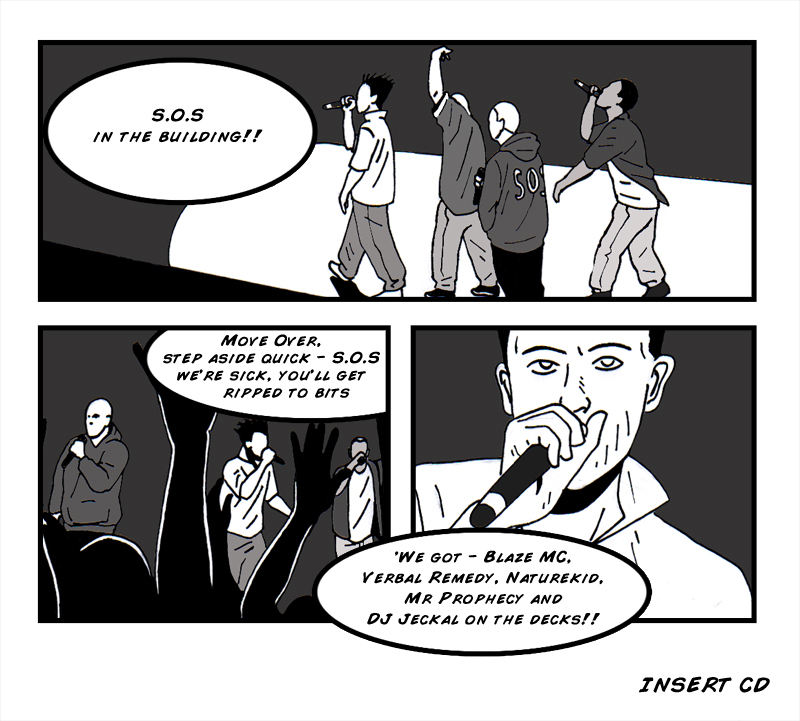 S.O.S
IN THE BUILDING!!
SOS
MOVE OVER,
STEP ASIDE QUICK - S.O.S
WE'RE SICK, YOU'LL GET
RIPPED TO BITS
'WE GOT - BLAZE MC,
VERBAL REMEDY, NATUREKID,
MR PROPHECY AND
DJ JECKAL ON THE DECKS!!
INSERT CD